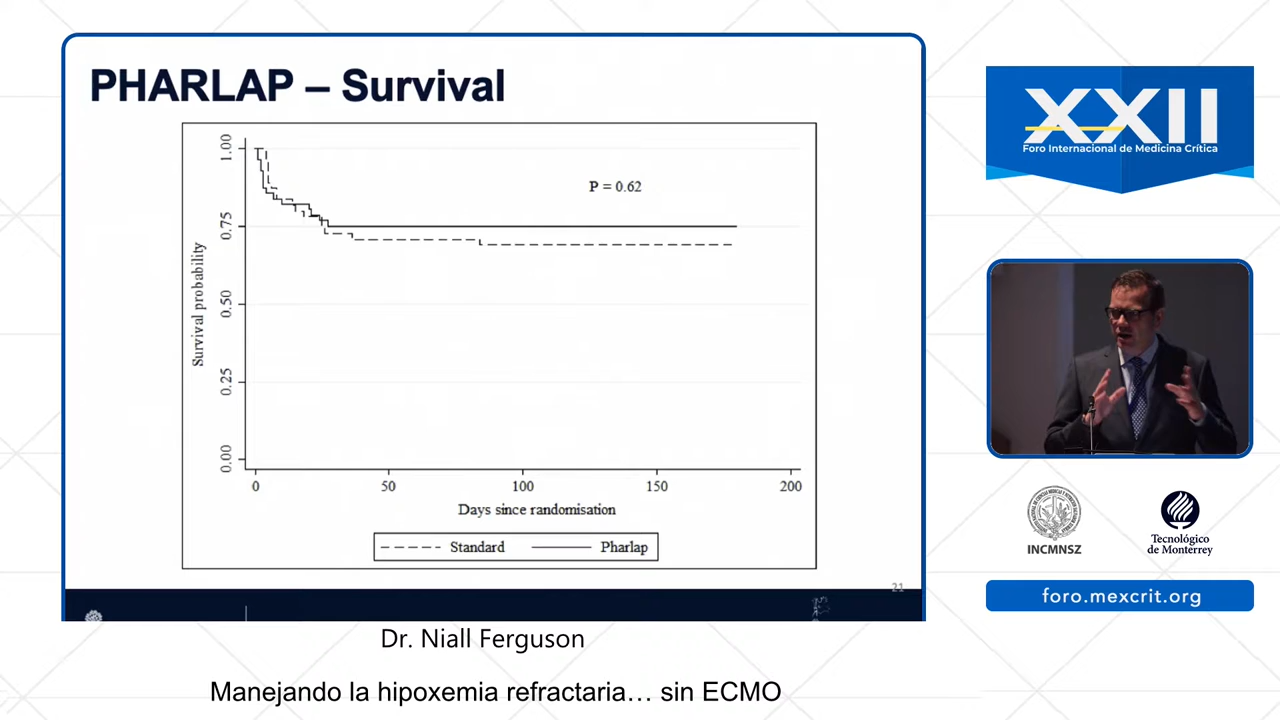 PHARLAP – Survival
P = 0.62
Survival probability
1.00
0.75
0.50
0.25
0.00
0
50
100
150
200
Days since randomisation
Standard
Pharlap
21
XXII
Foro Internacional de Medicina Crítica
INCMNSZ
Tecnológico
de Monterrey
foro.mexcrit.org
Dr. Niall Ferguson
Manejando la hipoxemia refractaria... sin ECMO